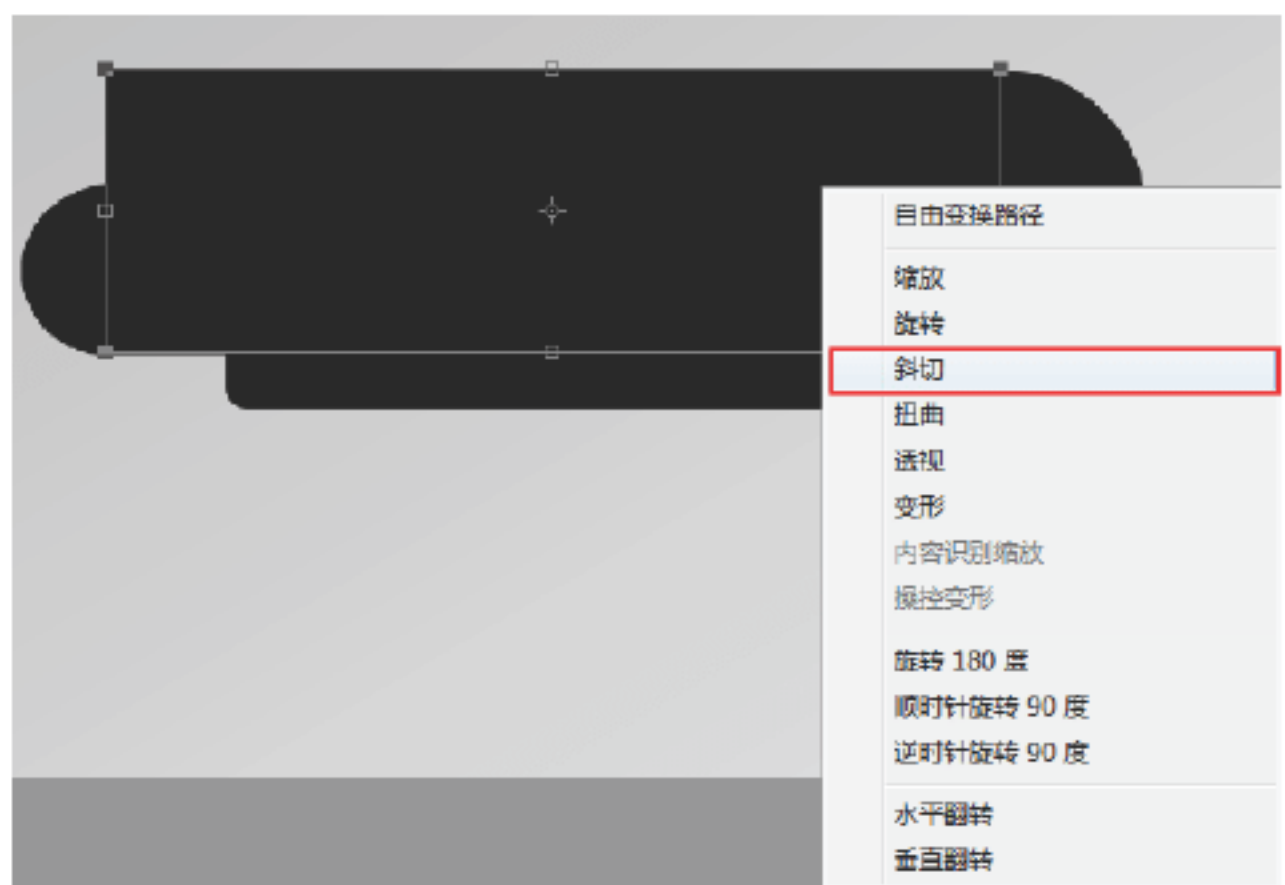 自由变换路径
缩放
旋转
斜切
扭曲
透视
变形
内容识别缩放
操控变形
旋转 180 度
顺时针旋转 90 度
逆时针旋转 90 度
水平翻转
垂直翻转